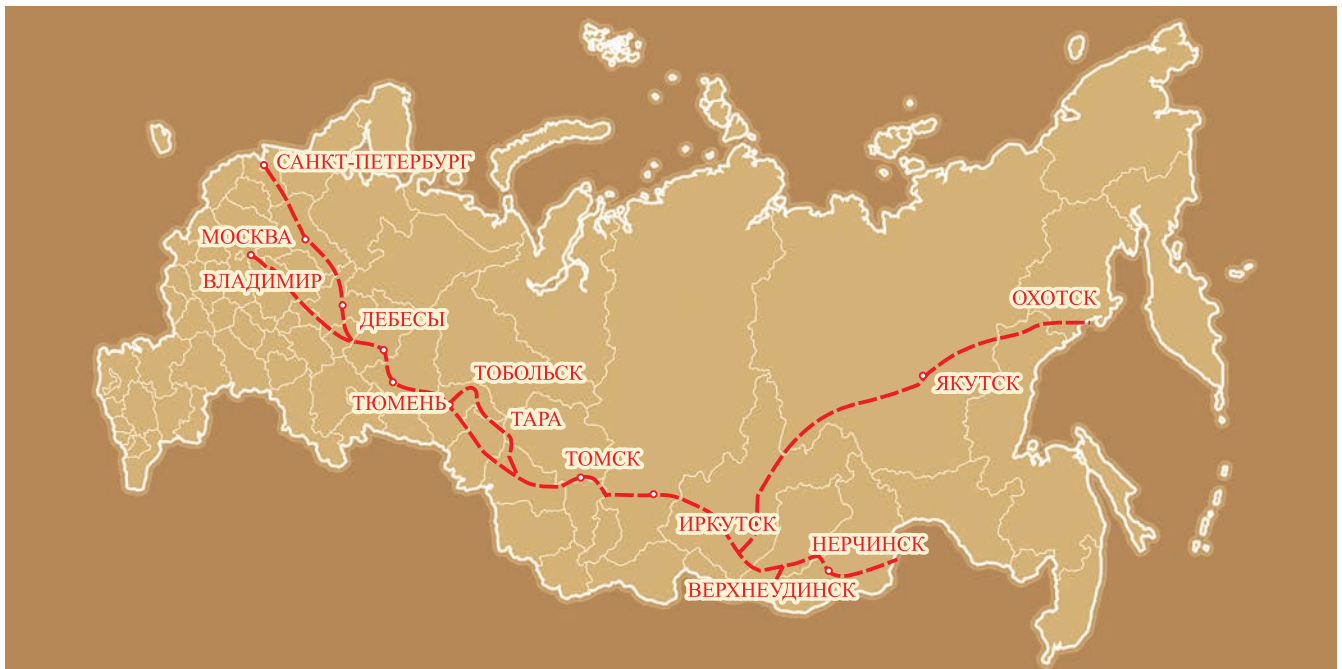 САНКТ-ПЕТЕРБУРГ
МОСКВА
ВЛАДИМИР
ДЕБЕСЫ
ОХОТСК
ТОБОЛЬСК
ЯКУТСК
ТЮМЕНЬ
ТАРА
ТОМСК
ИРКУТСК
НЕРЧИНСК
ВЕРХНЕУДИНСК